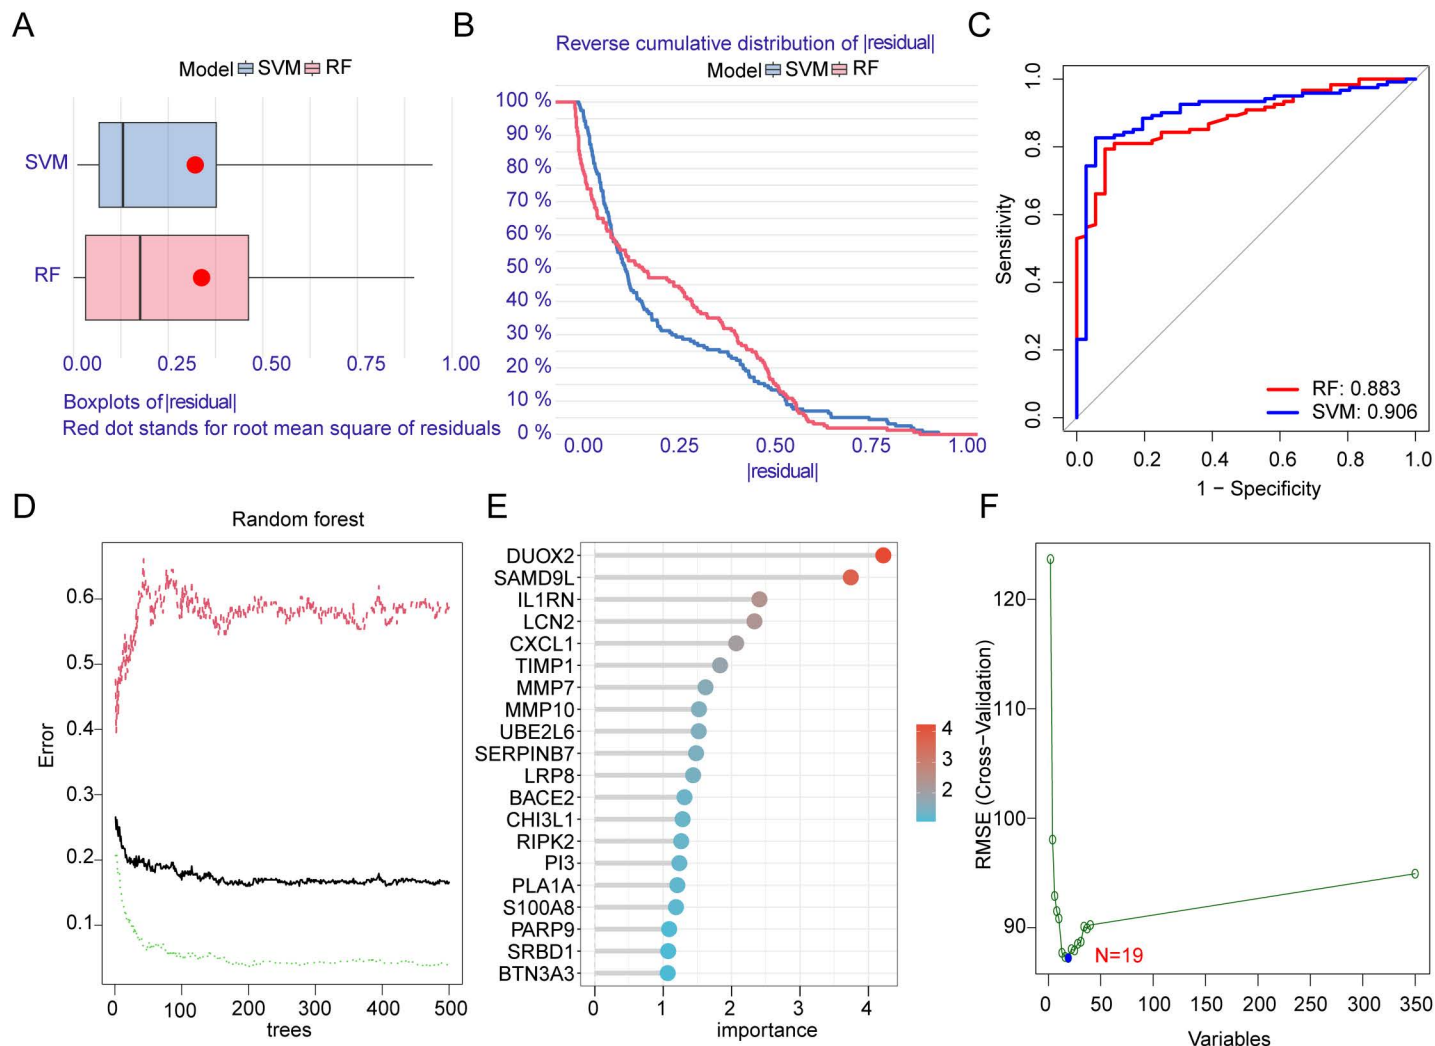 A
Model SVM RF
SVM
RF
0.00 0.25 0.50 0.75 1.00
Boxplots of |residual|
Red dot stands for root mean square of residuals
B
Reverse cumulative distribution of |residual|
Model SVM RF
100 %
90 %
80 %
70 %
60 %
50 %
40 %
30 %
20 %
10 %
0 %
0.00 0.25 0.50 0.75 1.00
|residual|
C
Sensitivity
1.0
0.8
0.6
0.4
0.2
0.0
RF: 0.883
SVM: 0.906
0.0 0.2 0.4 0.6 0.8 1.0
1 − Specificity
D
Random forest
Error
0.6
0.5
0.4
0.3
0.2
0.1
0 100 200 300 400 500
trees
E
DUOX2
SAMD9L
IL1RN
LCN2
CXCL1
TIMP1
MMP7
MMP10
UBE2L6
SERPINB7
LRP8
BACE2
CHI3L1
RIPK2
PI3
PLA1A
S100A8
PARP9
SRBD1
BTN3A3
0 1 2 3 4
importance
4
3
2
F
RMSE (Cross−Validation)
120
110
100
90
N=19
0 50 100 150 200 250 300 350
Variables